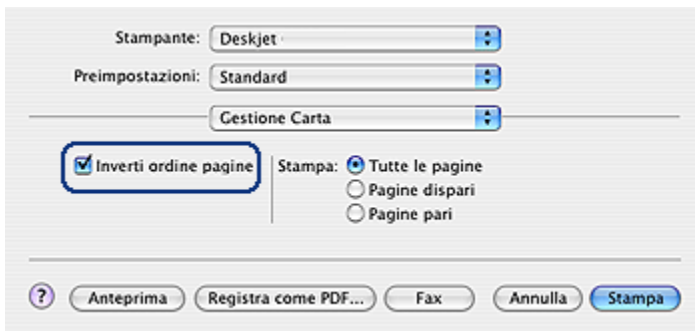 Stampante: Deskjet
Preimpostazioni: Standard
Gestione Carta
Inverti ordine pagine Stampa: Tutte le pagine
Pagine dispari
Pagine pari
? Anteprima Registra come PDF... Fax Annulla Stampa